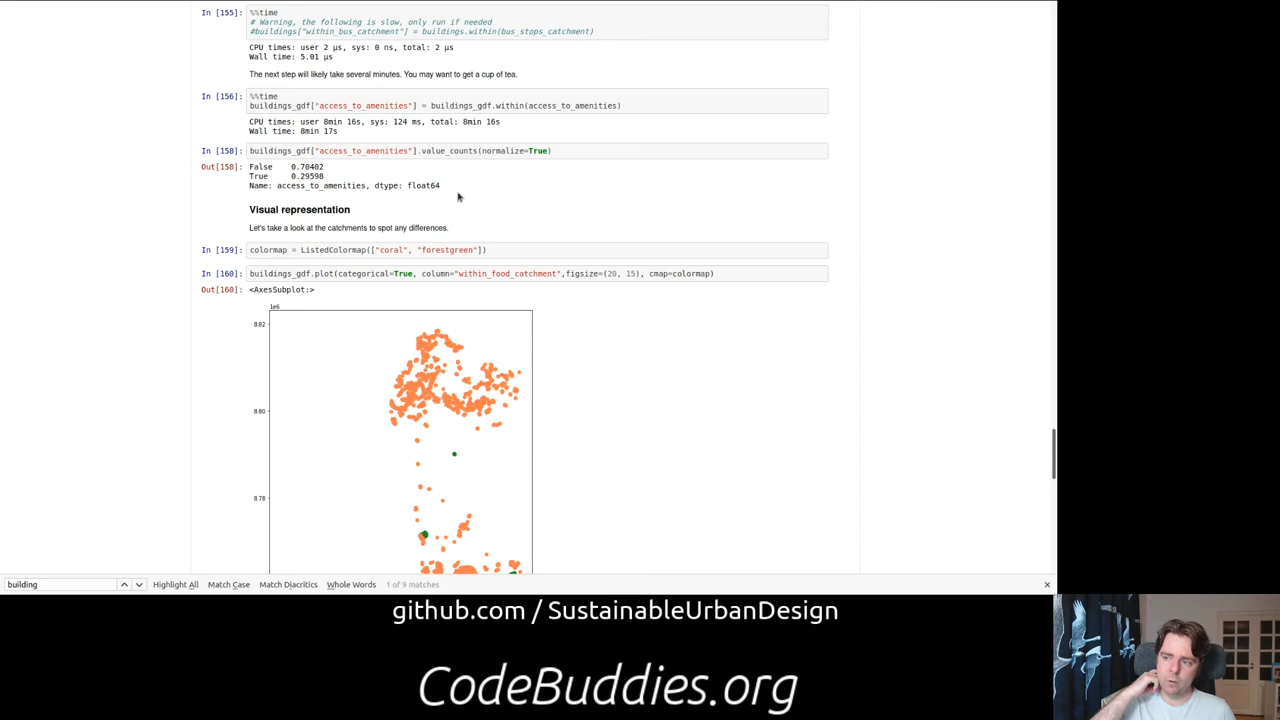 In [155]: %%time
# Warning, the following is slow, only run if needed
#buildings["within_bus_catchment"] = buildings.within(bus_stops_catchment)
CPU times: user 2 µs, sys: 0 ns, total: 2 µs
Wall time: 5.01 µs
The next step will likely take several minutes. You may want to get a cup of tea.
In [156]: %%time
buildings_gdf["access_to_amenities"] = buildings_gdf.within(access_to_amenities)
CPU times: user 8min 16s, sys: 124 ms, total: 8min 16s
Wall time: 8min 17s
In [158]: buildings_gdf["access_to_amenities"].value_counts(normalize=True)
Out[158]: False 0.70402
True 0.29598
Name: access_to_amenities, dtype: float64
Visual representation
Let's take a look at the catchments to spot any differences.
In [159]: colormap = ListedColormap(["coral", "forestgreen"])
In [160]: buildings_gdf.plot(categorical=True, column="within_food_catchment",figsize=(20, 15), cmap=colormap)
Out[160]: <AxesSubplot:>
1e6
8.82
8.80
8.78
building Highlight All Match Case Match Diacritics Whole Words 1 of 9 matches
github.com / SustainableUrbanDesign
CodeBuddies.org